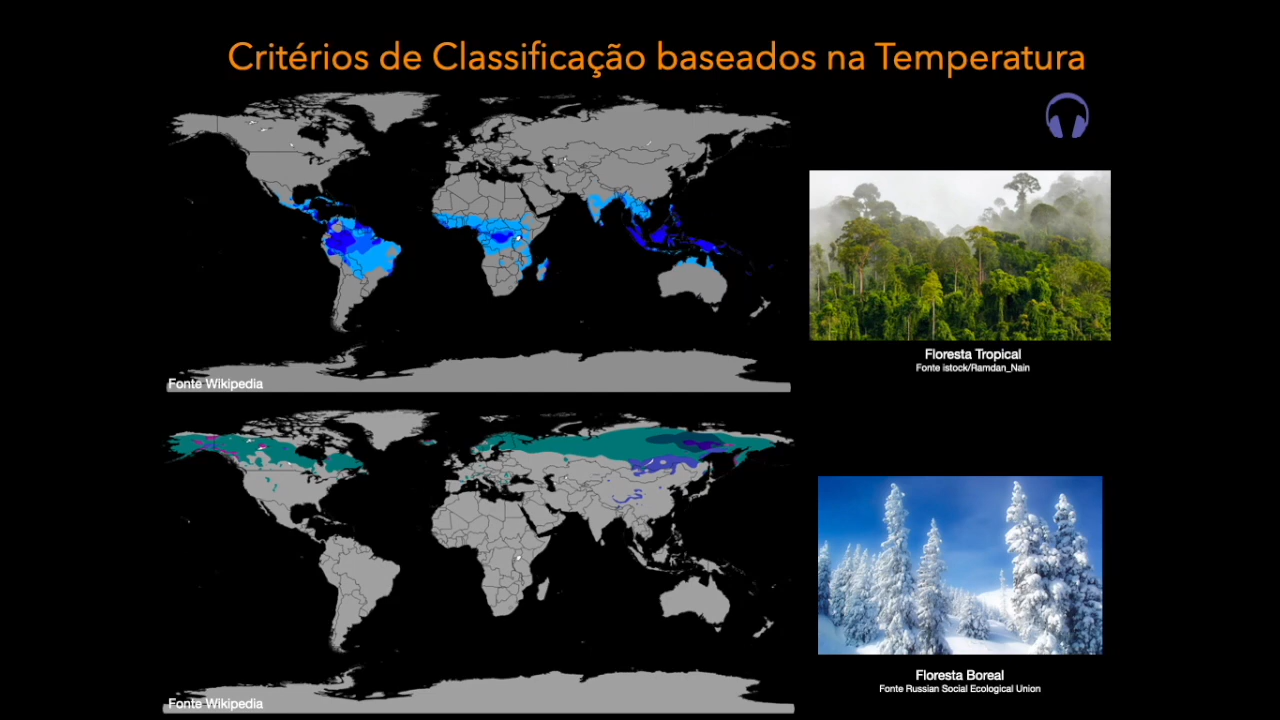 Critérios de Classificação baseados na Temperatura
Fonte Wikipedia
Floresta Tropical
Fonte istock/Ramdan_Nain
Fonte Wikipedia
Floresta Boreal
Fonte Russian Social Ecological Union